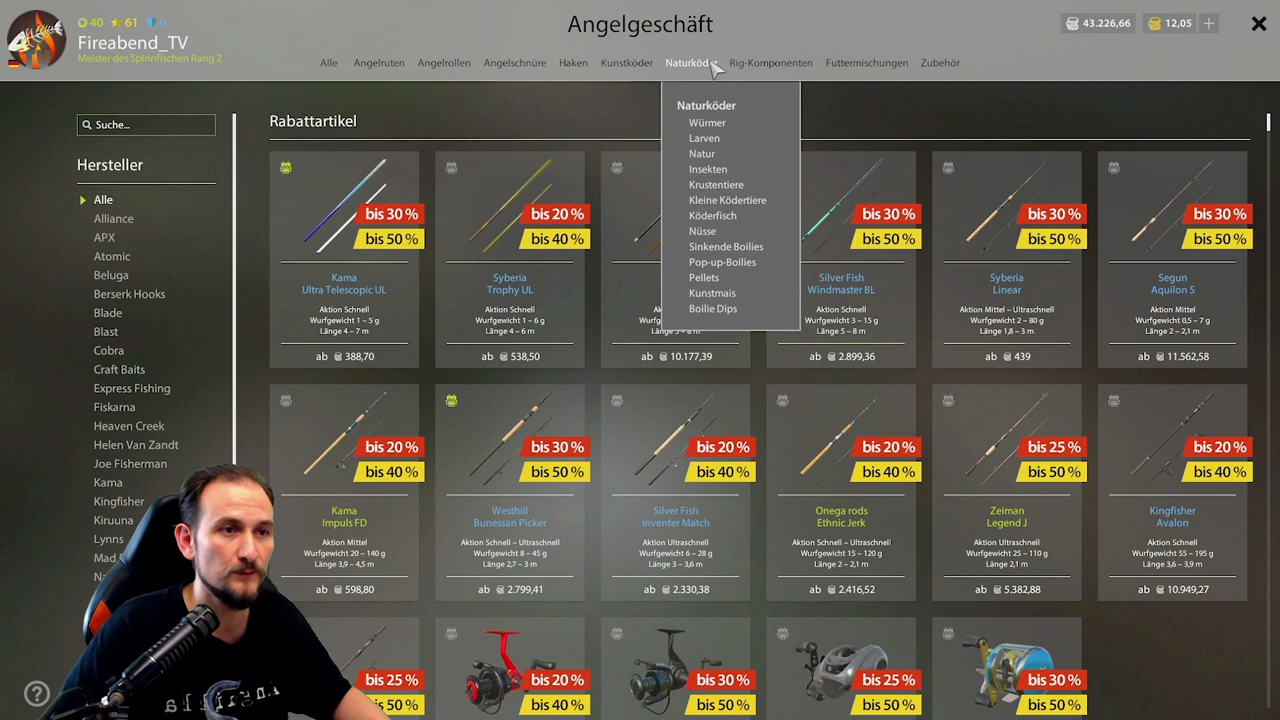 40 61 0
Fireabend_TV
Meister des Spinnfischen Rang 2
Angelgeschäft
43.226,66
12,05
Alle Angelruten Angelrollen Angelschnüre Haken Kunstköder Naturköder Rig-Komponenten Futtermischungen Zubehör
Naturköder
Würmer
Larven
Natur
Insekten
Krustentiere
Kleine Ködertiere
Köderfisch
Nüsse
Sinkende Boilies
Pop-up-Boilies
Pellets
Kunstmais
Boilie Dips
Suche...
Hersteller
Alle
Alliance
APX
Atomic
Beluga
Berserk Hooks
Blade
Blast
Cobra
Craft Baits
Express Fishing
Fiskarna
Heaven Creek
Helen Van Zandt
Joe Fisherman
Kama
Kingfisher
Kiruuna
Lynns
Mad
Rabattartikel
bis 30 %
bis 50 %
Kama
Ultra Telescopic UL
Aktion Schnell
Wurfgewicht 1 – 5 g
Länge 4 – 7 m
ab 388,70
bis 20 %
bis 40 %
Syberia
Trophy UL
Aktion Schnell
Wurfgewicht 1 – 6 g
Länge 4 – 6 m
ab 538,50
ab 10.177,39
bis 30 %
bis 50 %
Silver Fish
Windmaster BL
Aktion Schnell
Wurfgewicht 3 – 15 g
Länge 5 – 8 m
ab 2.899,36
bis 30 %
bis 50 %
Syberia
Linear
Aktion Mittel – Ultraschnell
Wurfgewicht 2 – 80 g
Länge 1,8 – 3 m
ab 439
bis 30 %
bis 50 %
Segun
Aquilon S
Aktion Mittel – Schnell
Wurfgewicht 0,5 – 7 g
Länge 2 – 2,1 m
ab 11.562,58
bis 20 %
bis 40 %
Kama
Impuls FD
Aktion Mittel
Wurfgewicht 20 – 140 g
Länge 3,9 – 4,5 m
ab 598,80
bis 30 %
bis 50 %
Westhill
Bunessan Picker
Aktion Schnell – Ultraschnell
Wurfgewicht 8 – 45 g
Länge 2,7 – 3 m
ab 2.799,41
bis 20 %
bis 40 %
Silver Fish
Inventer Match
Aktion Ultraschnell
Wurfgewicht 6 – 28 g
Länge 3 – 3,6 m
ab 2.330,38
bis 20 %
bis 40 %
Onega rods
Ethnic Jerk
Aktion Schnell – Ultraschnell
Wurfgewicht 15 – 120 g
Länge 2 – 2,1 m
ab 2.416,52
bis 25 %
bis 50 %
Zeiman
Legend J
Aktion Ultraschnell
Wurfgewicht 25 – 110 g
Länge 2,1 m
ab 5.382,88
bis 20 %
bis 40 %
Kingfisher
Avalon
Aktion Schnell
Wurfgewicht 55 – 195 g
Länge 3,6 – 3,9 m
ab 10.949,27
bis 25 %
50 %
bis 20 %
bis 40 %
bis 30 %
bis 50 %
bis 25 %
bis 50 %
bis 30 %
bis 50 %